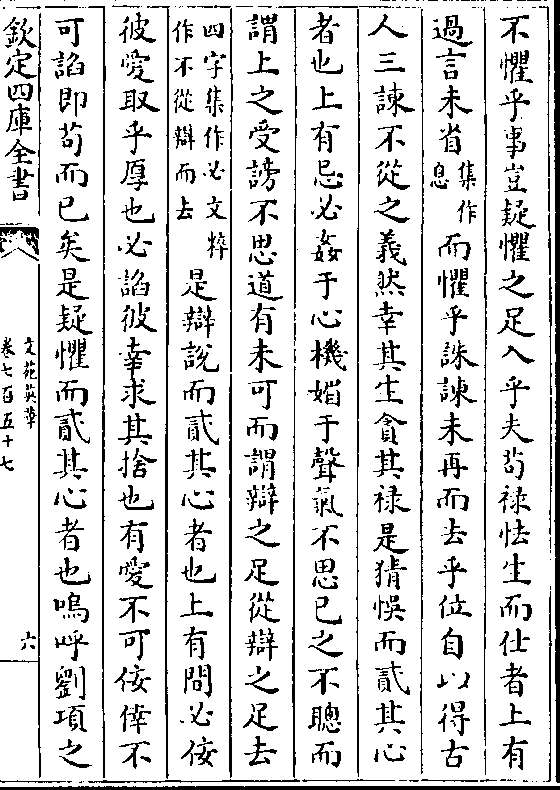 不懼乎事豈疑懼之足入乎夫苟祿怯生而仕者上有
過言未省集作息而懼乎誅諫未再而去乎位自以得古
人三諫不從之義然幸其生貪其祿是猜悞而貳其心
者也上有忌必姦于心機媚于聲氣不思已之不聰而
謂上之受謗不思道有未可而謂辯之足從辯之足去
四字集作必文粹作不從辯而去是辯說而貳其心者也上有問必佞
彼愛取乎厚也必諂彼幸求其捨也有愛不可佞倖不
可諂即苟而已矣是疑懼而貳其心者也嗚呼劉項之
欽定四庫全書
文苑英華
卷七百五十七
六